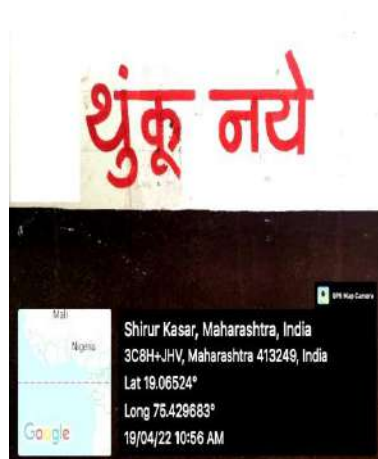 थुंकू नये
GPS Map Camera
Mali
Nigeria
Google
Shirur Kasar, Maharashtra, India
3C8H+JHV, Maharashtra 413249, India
Lat 19.06524°
Long 75.429683°
19/04/22 10:56 AM